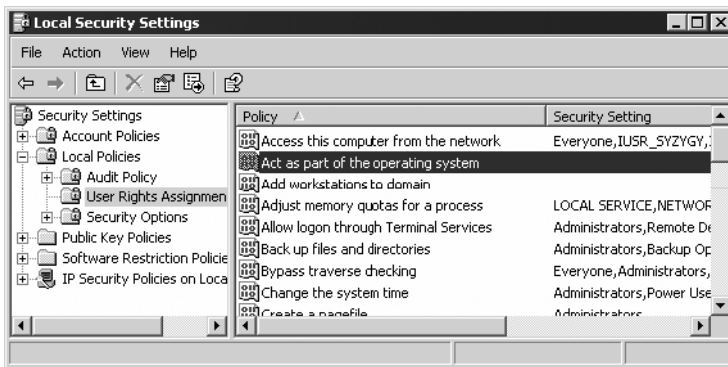 Local Security Settings
File Action View Help
Security Settings
Account Policies
Local Policies
Audit Policy
User Rights Assignmen
Security Options
Public Key Policies
Software Restriction Policie
IP Security Policies on Loca
Policy Security Setting
Access this computer from the network Everyone,IUSR_SYZYGY,
Act as part of the operating system
Add workstations to domain
Adjust memory quotas for a process LOCAL SERVICE,NETWOR
Allow logon through Terminal Services Administrators,Remote De
Back up files and directories Administrators,Backup Op
Bypass traverse checking Everyone,Administrators,
Change the system time Administrators,Power Use
Create a pagefile Administrators